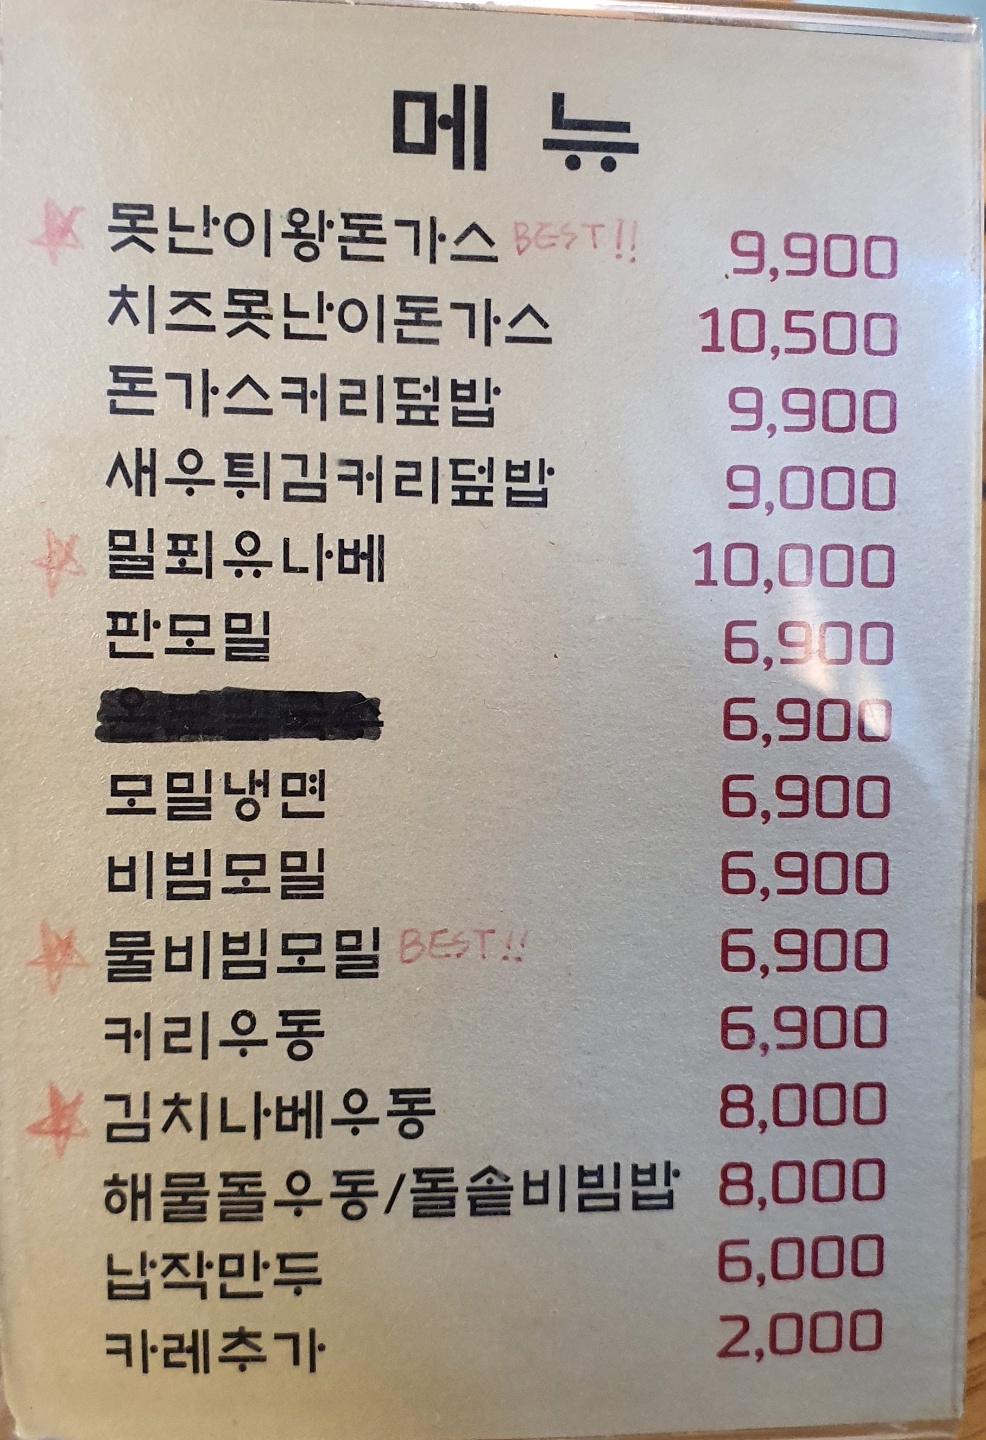 메뉴
못난이왕돈가스 BEST!! 9,900
치즈못난이돈가스 10,500
돈가스커리덮밥 9,900
새우튀김커리덮밥 9,000
밀푀유나베 10,000
판모밀 6,900
6,900
모밀냉면 6,900
비빔모밀 6,900
물비빔모밀 BEST!! 6,900
커리우동 6,900
김치나베우동 8,000
해물돌우동/돌솥비빔밥 8,000
납작만두 6,000
카레추가 2,000